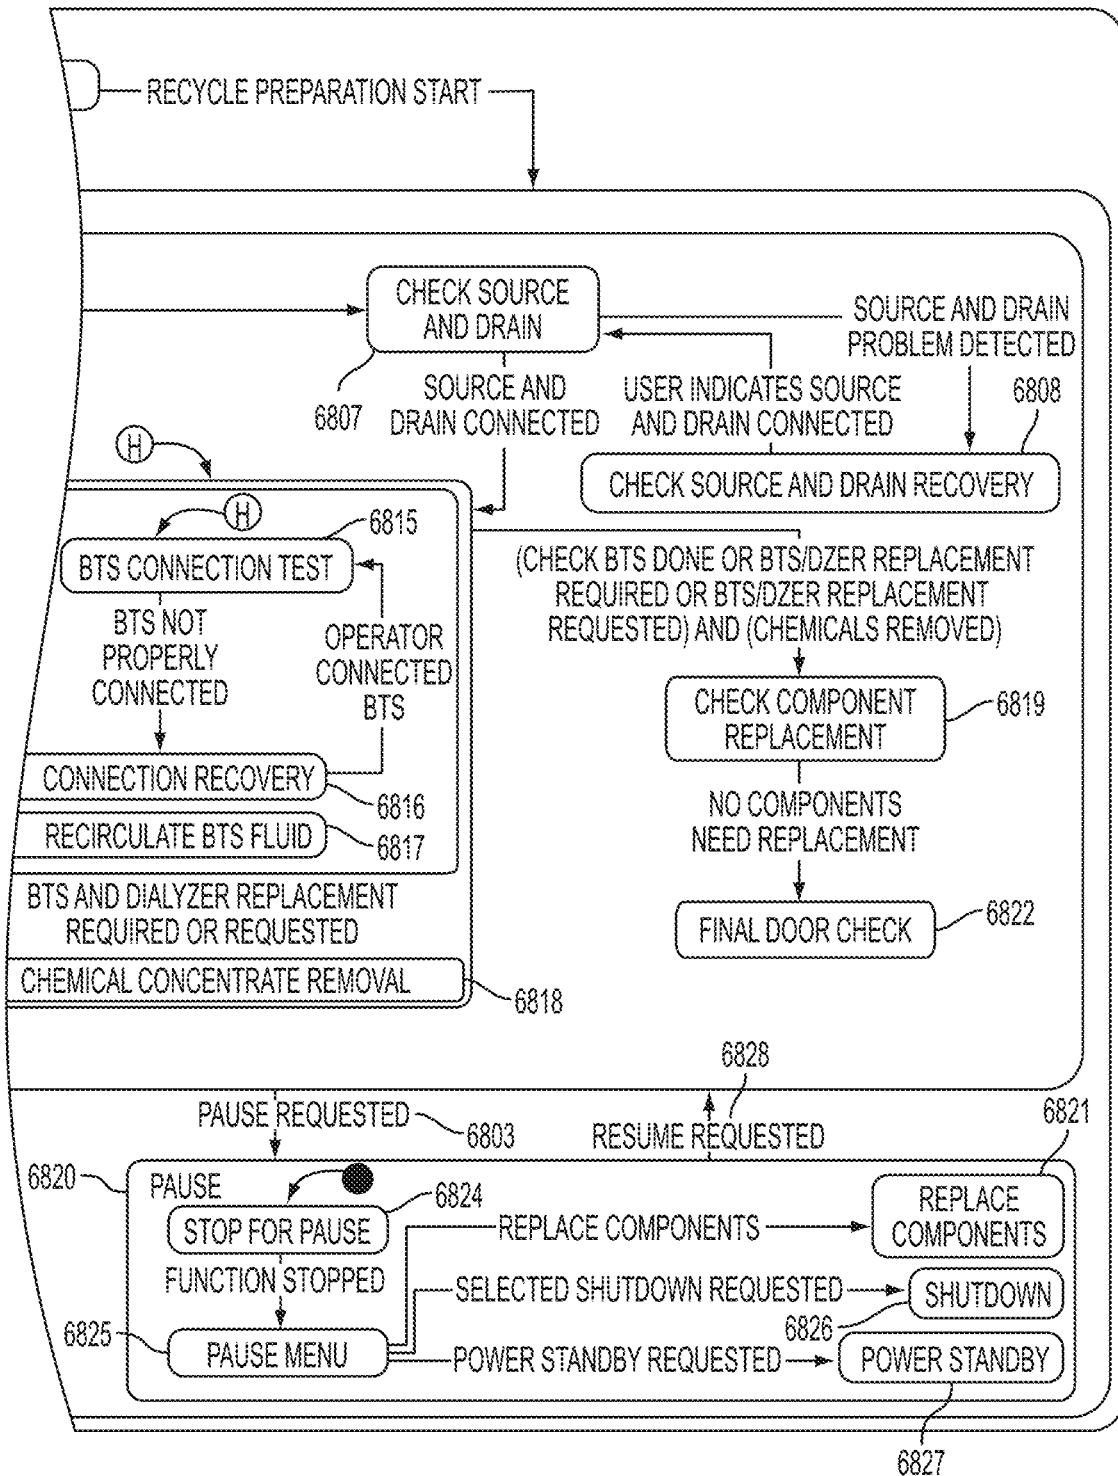 RECYCLE PREPARATION START
CHECK SOURCE
AND DRAIN
SOURCE AND DRAIN
PROBLEM DETECTED
6807
SOURCE AND
DRAIN CONNECTED
USER INDICATES SOURCE
AND DRAIN CONNECTED
6808
H
CHECK SOURCE AND DRAIN RECOVERY
H
6815
BTS CONNECTION TEST
(CHECK BTS DONE OR BTS/DZER REPLACEMENT
REQUIRED OR BTS/DZER REPLACEMENT
REQUESTED) AND (CHEMICALS REMOVED)
BTS NOT
PROPERLY
CONNECTED
OPERATOR
CONNECTED
BTS
CHECK COMPONENT
REPLACEMENT
6819
CONNECTION RECOVERY
6816
NO COMPONENTS
NEED REPLACEMENT
RECIRCULATE BTS FLUID
6817
BTS AND DIALYZER REPLACEMENT
REQUIRED OR REQUESTED
FINAL DOOR CHECK
6822
CHEMICAL CONCENTRATE REMOVAL
6818
6828
PAUSE REQUESTED
6803
RESUME REQUESTED
6821
6820
PAUSE
6824
STOP FOR PAUSE
REPLACE COMPONENTS
REPLACE
COMPONENTS
FUNCTION STOPPED
SELECTED SHUTDOWN REQUESTED
SHUTDOWN
6826
6825
PAUSE MENU
POWER STANDBY REQUESTED
POWER STANDBY
6827